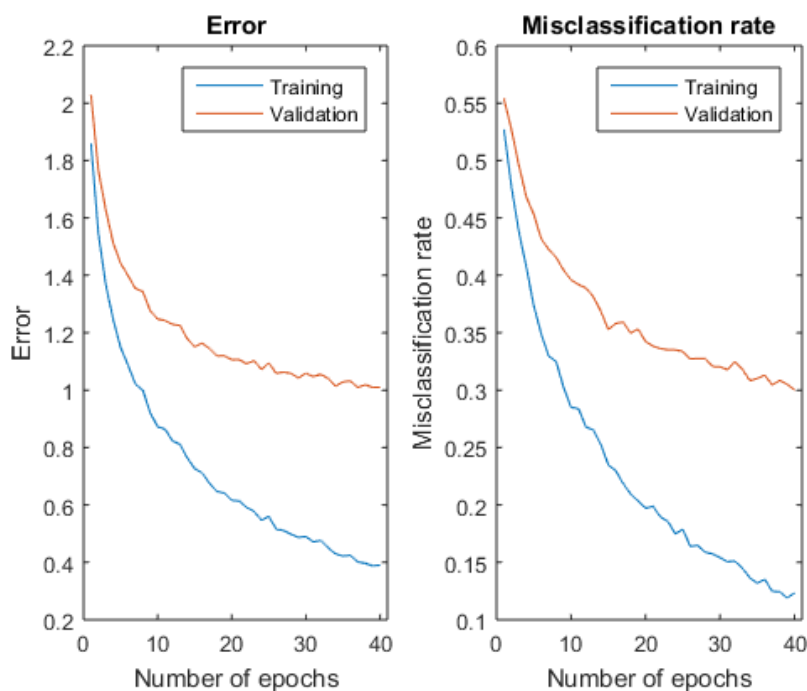 Error
2.2
2
1.8
1.6
1.4
1.2
1
0.8
0.6
0.4
0.2
0 10 20 30 40
Error
Number of epochs
Training
Validation
Misclassification rate
0.6
0.55
0.5
0.45
0.4
0.35
0.3
0.25
0.2
0.15
0.1
0 10 20 30 40
Misclassification rate
Number of epochs
Training
Validation